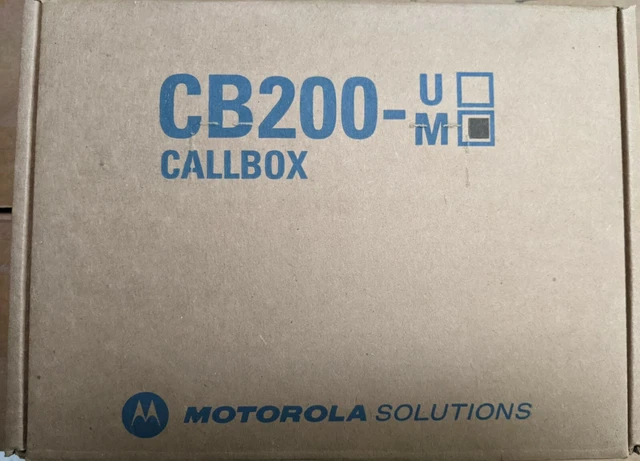 CB200-U
M
CALLBOX
MOTOROLA SOLUTIONS